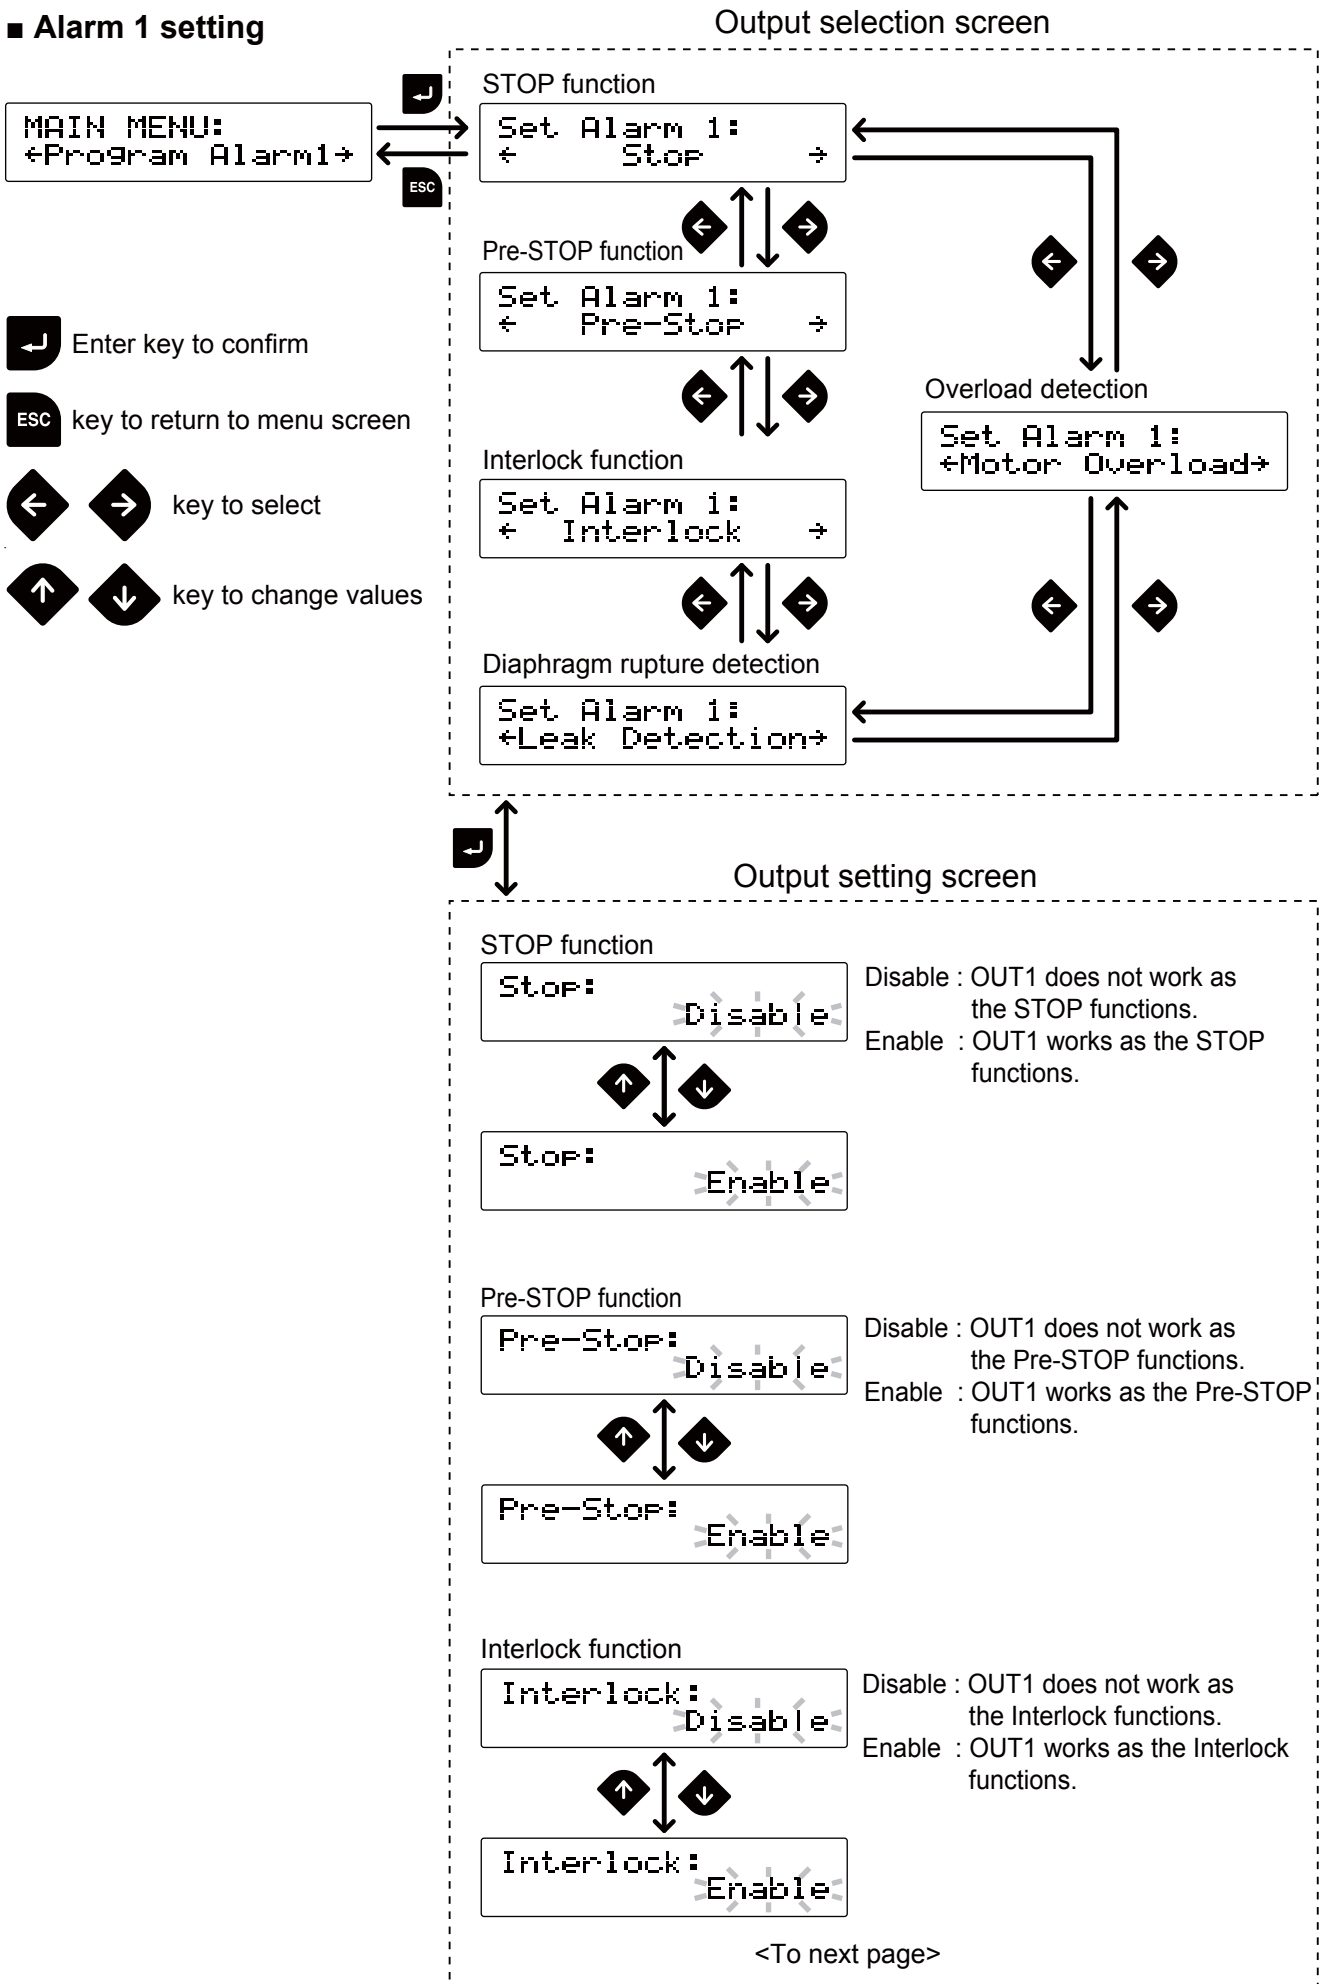 ■ Alarm 1 setting
Output selection screen
MAIN MENU:
←Program Alarm1→
ESC
STOP function
Set Alarm 1:
← Stop →
Pre-STOP function
Set Alarm 1:
← Pre-Stop →
Interlock function
Set Alarm 1:
← Interlock →
Diaphragm rupture detection
Set Alarm 1:
←Leak Detection→
Overload detection
Set Alarm 1:
←Motor Overload→
Enter key to confirm
ESC key to return to menu screen
← → key to select
↑ ↓ key to change values
Output setting screen
STOP function
Stop:
Disable
Stop:
Enable
Disable : OUT1 does not work as
the STOP functions.
Enable : OUT1 works as the STOP
functions.
Pre-STOP function
Pre-Stop:
Disable
Pre-Stop:
Enable
Disable : OUT1 does not work as
the Pre-STOP functions.
Enable : OUT1 works as the Pre-STOP
functions.
Interlock function
Interlock:
Disable
Interlock:
Enable
Disable : OUT1 does not work as
the Interlock functions.
Enable : OUT1 works as the Interlock
functions.
<To next page>